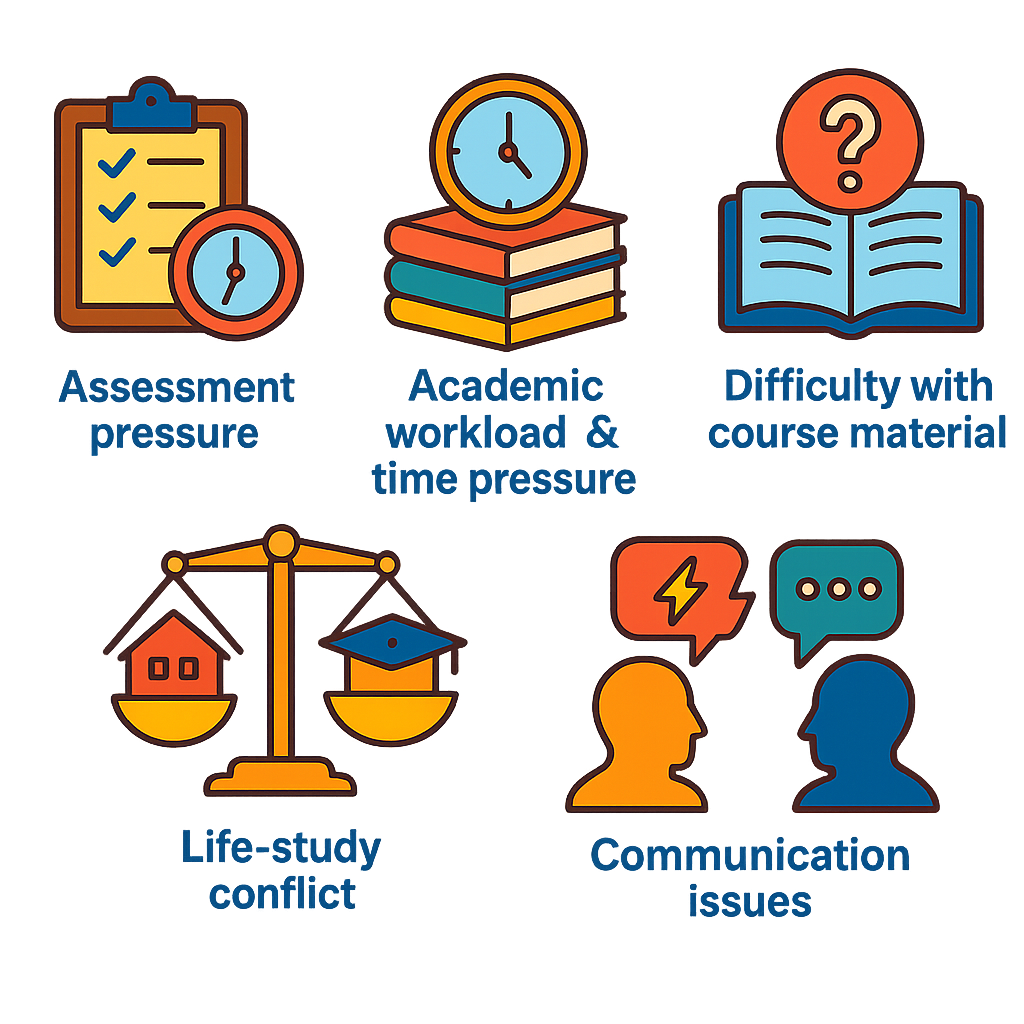 Assessment
pressure
Academic
workload & 
time pressure
Difficulty with
course material
Life-study
conflict
Communication
issues